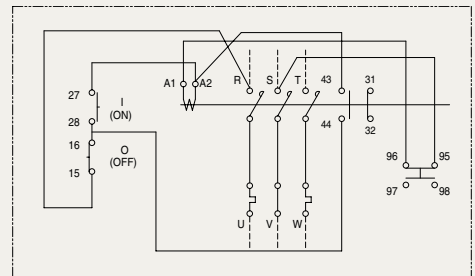 A1 A2 R S T 43 31
27 I
(ON)
28
44 32
16 O
(OFF)
15
96 95
97 98
U V W